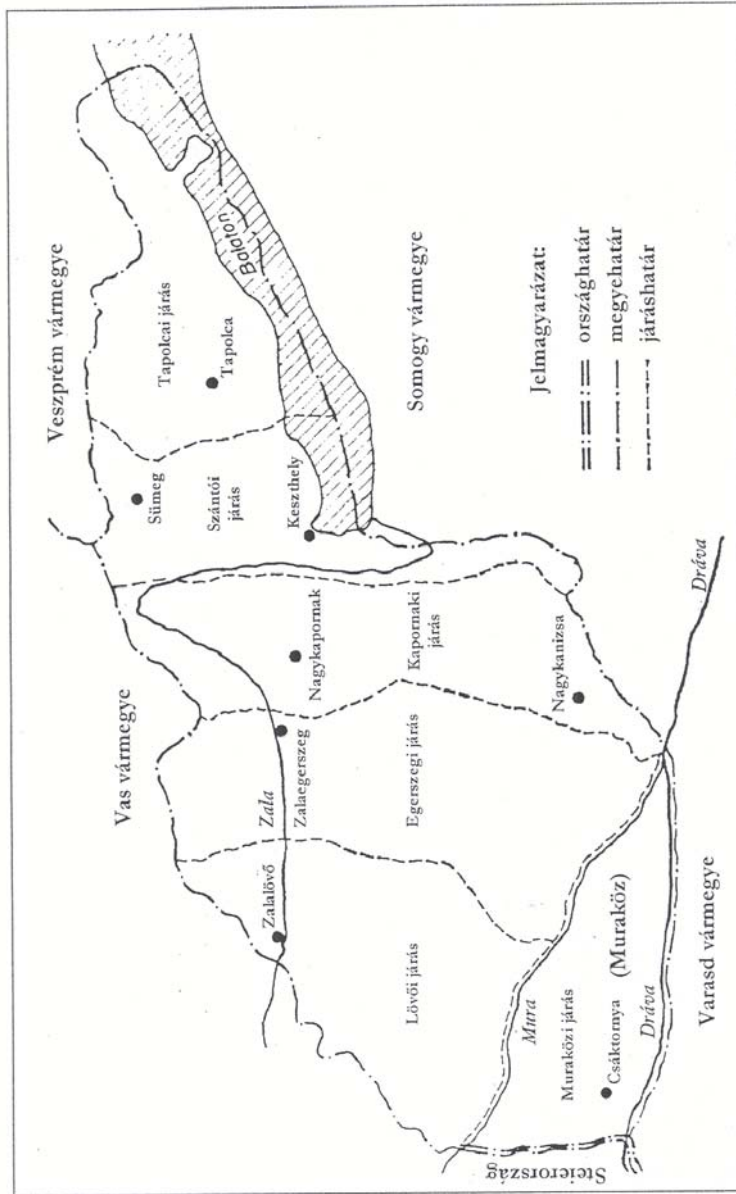 Veszprém vármegye
Vas vármegye
Tapolcai járás
Tapolca
Balaton
Sümeg
Szántói
járás
Keszthely
Somogy vármegye
Zalalövő
Zala
Zalaegerszeg
Nagykapornak
Kapornaki
járás
Egerszegi járás
Lövői járás
Nagykanizsa
Dráva
Mura
Muraközi járás
Csáktornya
(Muraköz)
Dráva
Varasd vármegye
Steierország
Jelmagyarázat:
országhatár
megyehatár
járáshatár